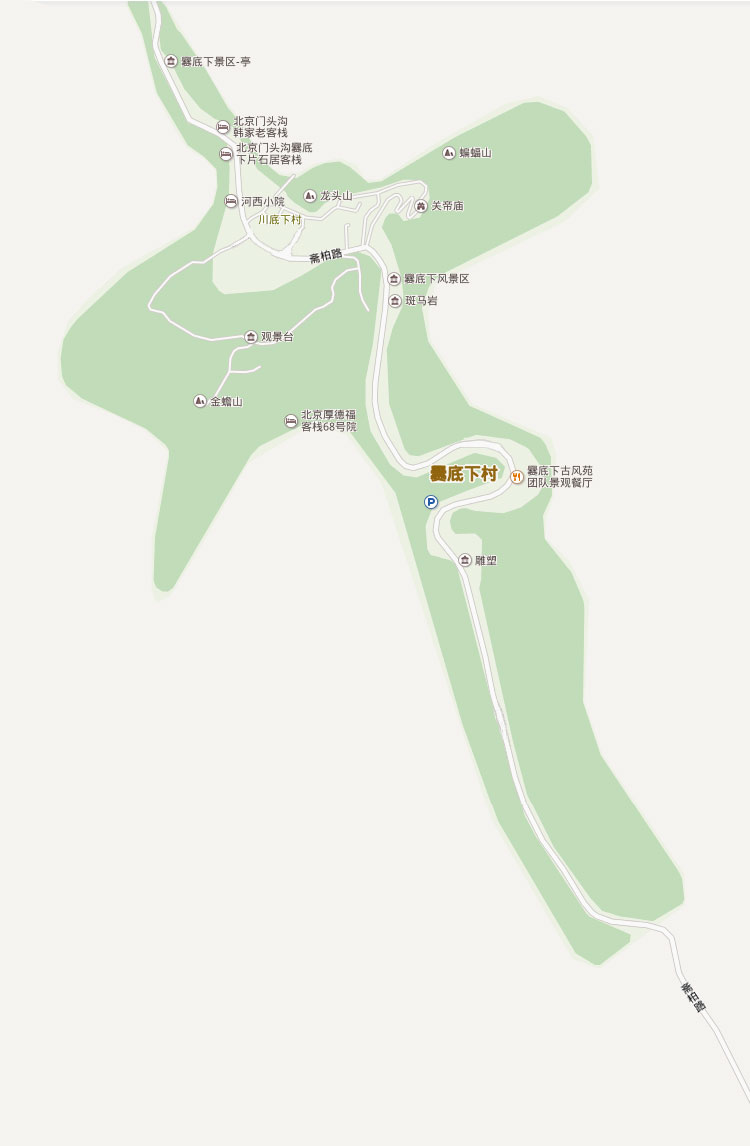 爨底下景区-亭
北京门头沟
韩家老客栈
北京门头沟爨底
下片石居客栈
蝙蝠山
龙头山
河西小院
关帝庙
川底下村
斋柏路
爨底下风景区
斑马岩
观景台
金蟾山
北京厚德福
客栈68号院
爨底下村
爨底下古风苑
团队景观餐厅
P
雕塑
斋柏路